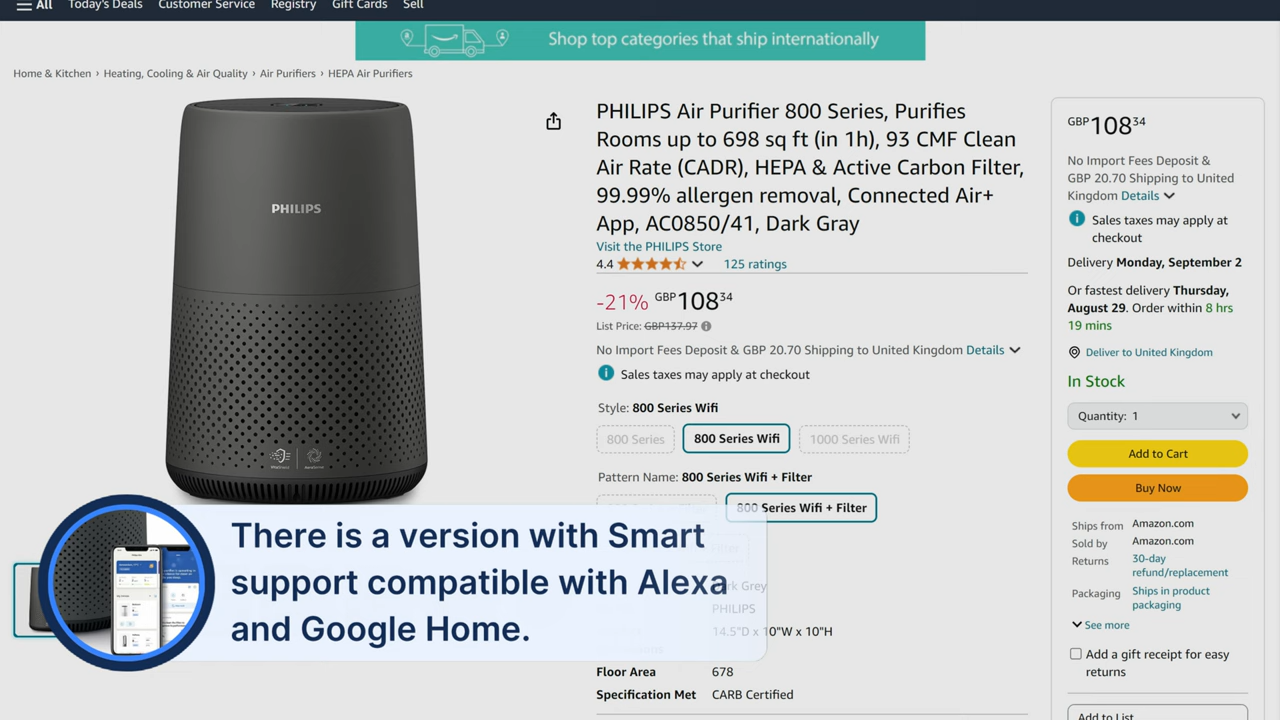 All
Today's Deals
Customer Service
Registry
Gift Cards
Sell
Shop top categories that ship internationally
Home & Kitchen › Heating, Cooling & Air Quality › Air Purifiers › HEPA Air Purifiers
PHILIPS
PHILIPS Air Purifier 800 Series, Purifies
Rooms up to 698 sq ft (in 1h), 93 CMF Clean
Air Rate (CADR), HEPA & Active Carbon Filter,
99.99% allergen removal, Connected Air+
App, AC0850/41, Dark Gray
Visit the PHILIPS Store
4.4
125 ratings
-21% GBP108 34
List Price: GBP137.97
No Import Fees Deposit & GBP 20.70 Shipping to United Kingdom Details
Sales taxes may apply at checkout
Style: 800 Series Wifi
800 Series
800 Series Wifi
1000 Series Wifi
Pattern Name: 800 Series Wifi + Filter
800 Series Wifi + Filter
There is a version with Smart
support compatible with Alexa
and Google Home.
rk Grey
PHILIPS
14.5"D x 10"W x 10"H
Floor Area 678
Specification Met CARB Certified
GBP108 34
No Import Fees Deposit &
GBP 20.70 Shipping to United
Kingdom Details
Sales taxes may apply at
checkout
Delivery Monday, September 2
Or fastest delivery Thursday,
August 29. Order within 8 hrs
19 mins
Deliver to United Kingdom
In Stock
Quantity: 1
Add to Cart
Buy Now
Ships from Amazon.com
Sold by Amazon.com
Returns 30-day
refund/replacement
Packaging Ships in product
packaging
See more
Add a gift receipt for easy
returns
Add to List